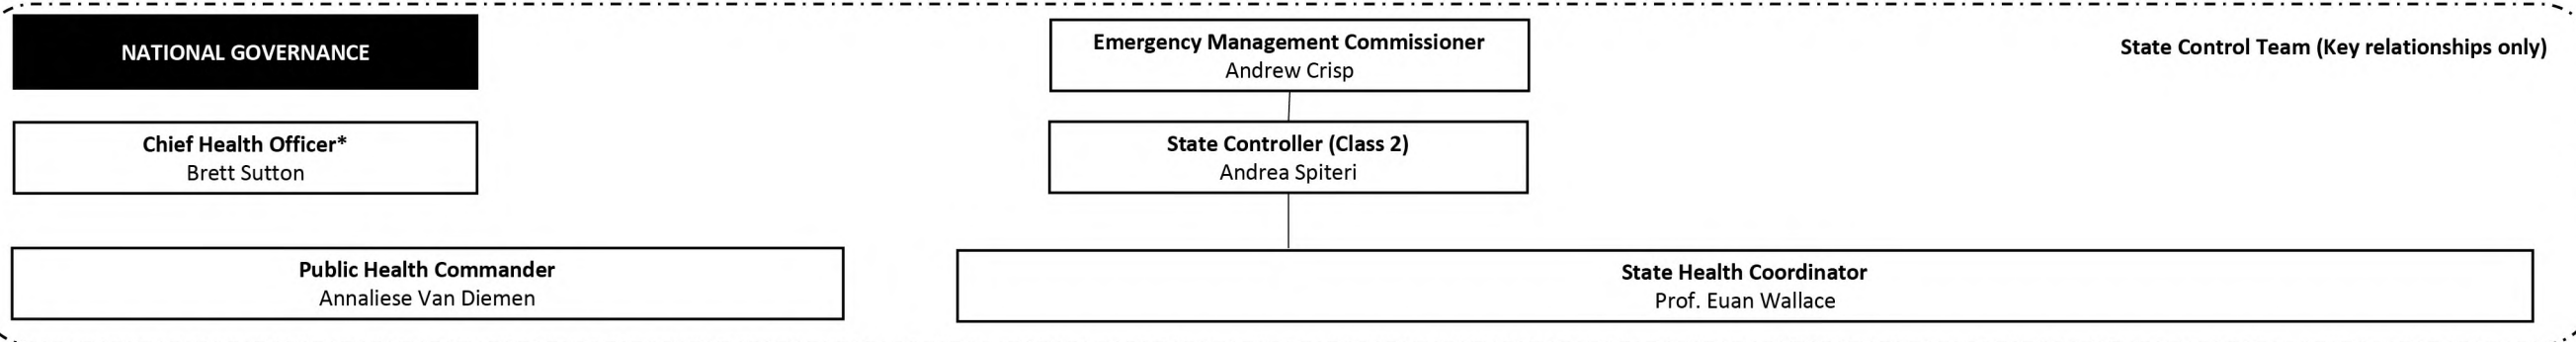 NATIONAL GOVERNANCE
Emergency Management Commissioner
Andrew Crisp
State Control Team (Key relationships only)
Chief Health Officer*
Brett Sutton
State Controller (Class 2)
Andrea Spiteri
Public Health Commander
Annaliese Van Diemen
State Health Coordinator
Prof. Euan Wallace